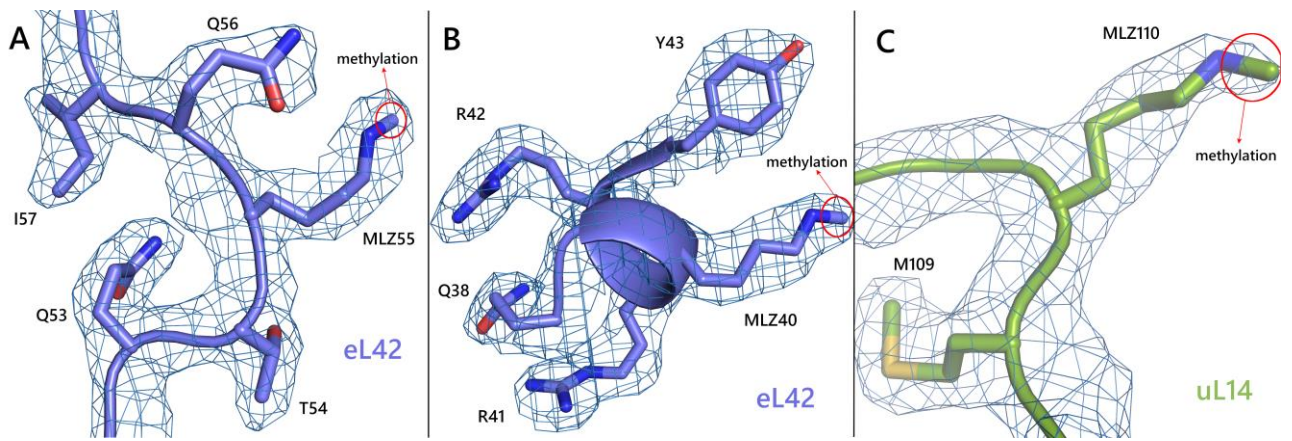 A
Q56
methylation
I57
MLZ55
Q53
T54
eL42
B
Y43
R42
methylation
Q38
MLZ40
R41
eL42
C
MLZ110
methylation
M109
uL14